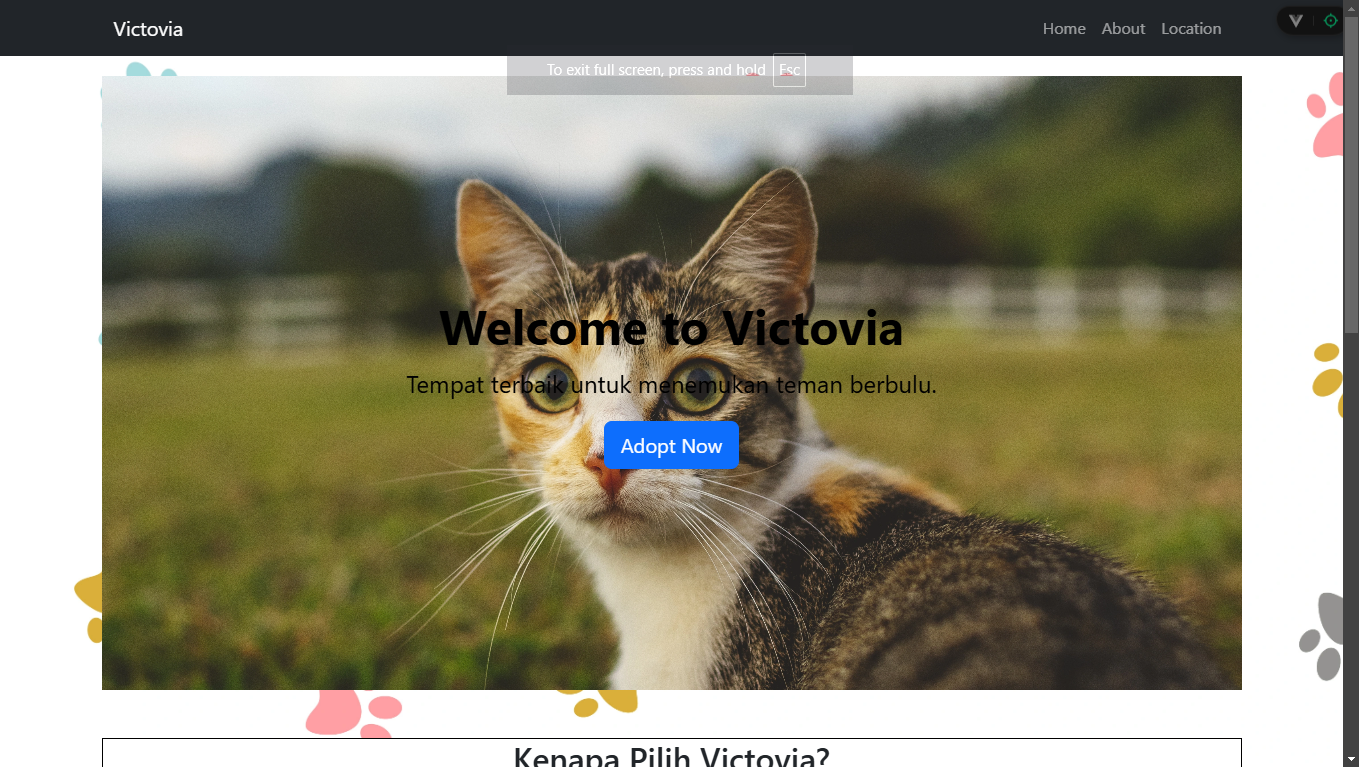 Victovia
Home About Location
To exit full screen, press and hold Esc
Welcome to Victovia
Tempat terbaik untuk menemukan teman berbulu.
Adopt Now
Kenapa Pilih Victovia?